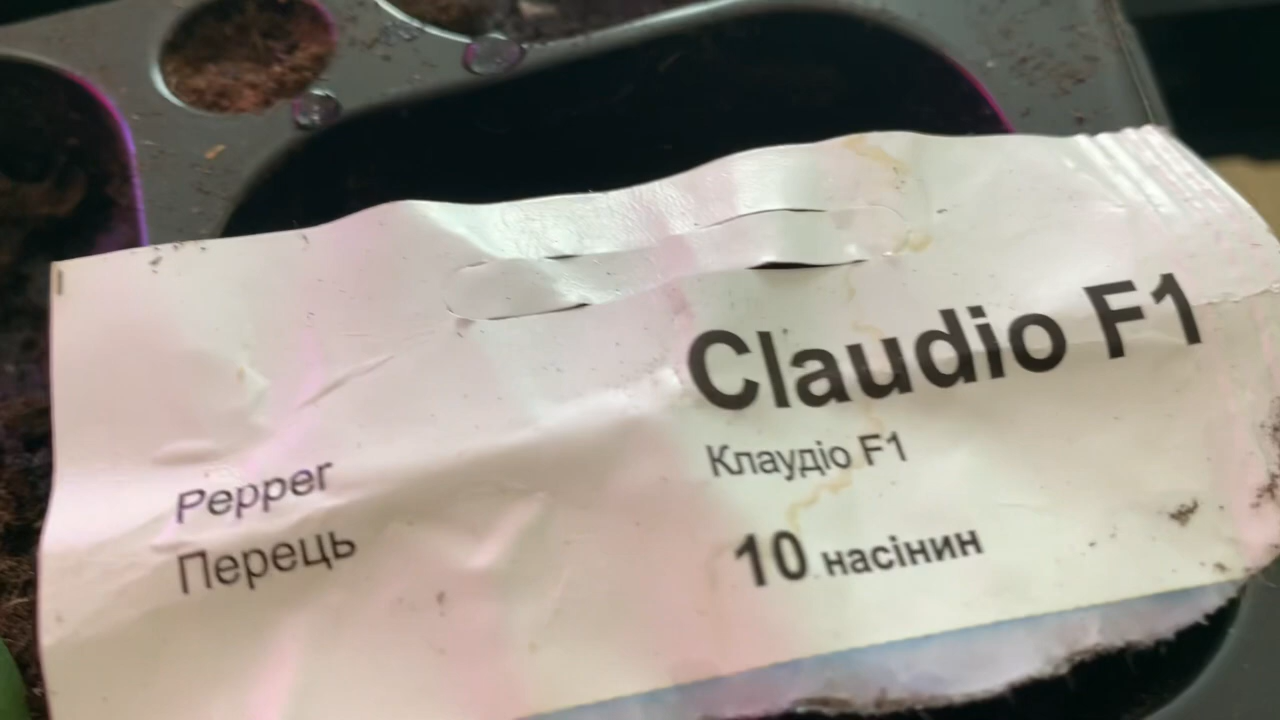 Claudio F1
Клаудіо F1
10 насінин
Pepper
Перець